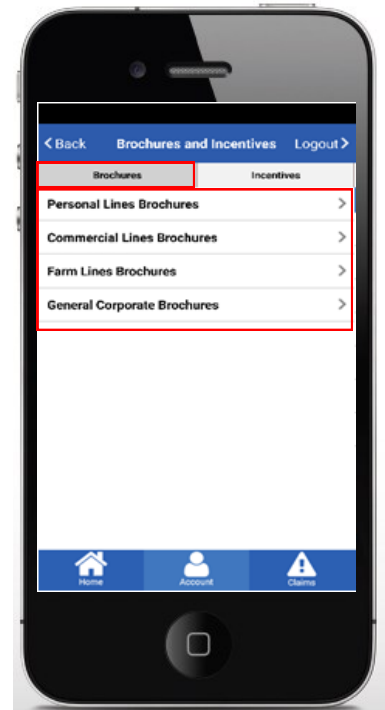 Back Brochures and Incentives Logout
Brochures Incentives
Personal Lines Brochures
Commercial Lines Brochures
Farm Lines Brochures
General Corporate Brochures
Home Account Claims